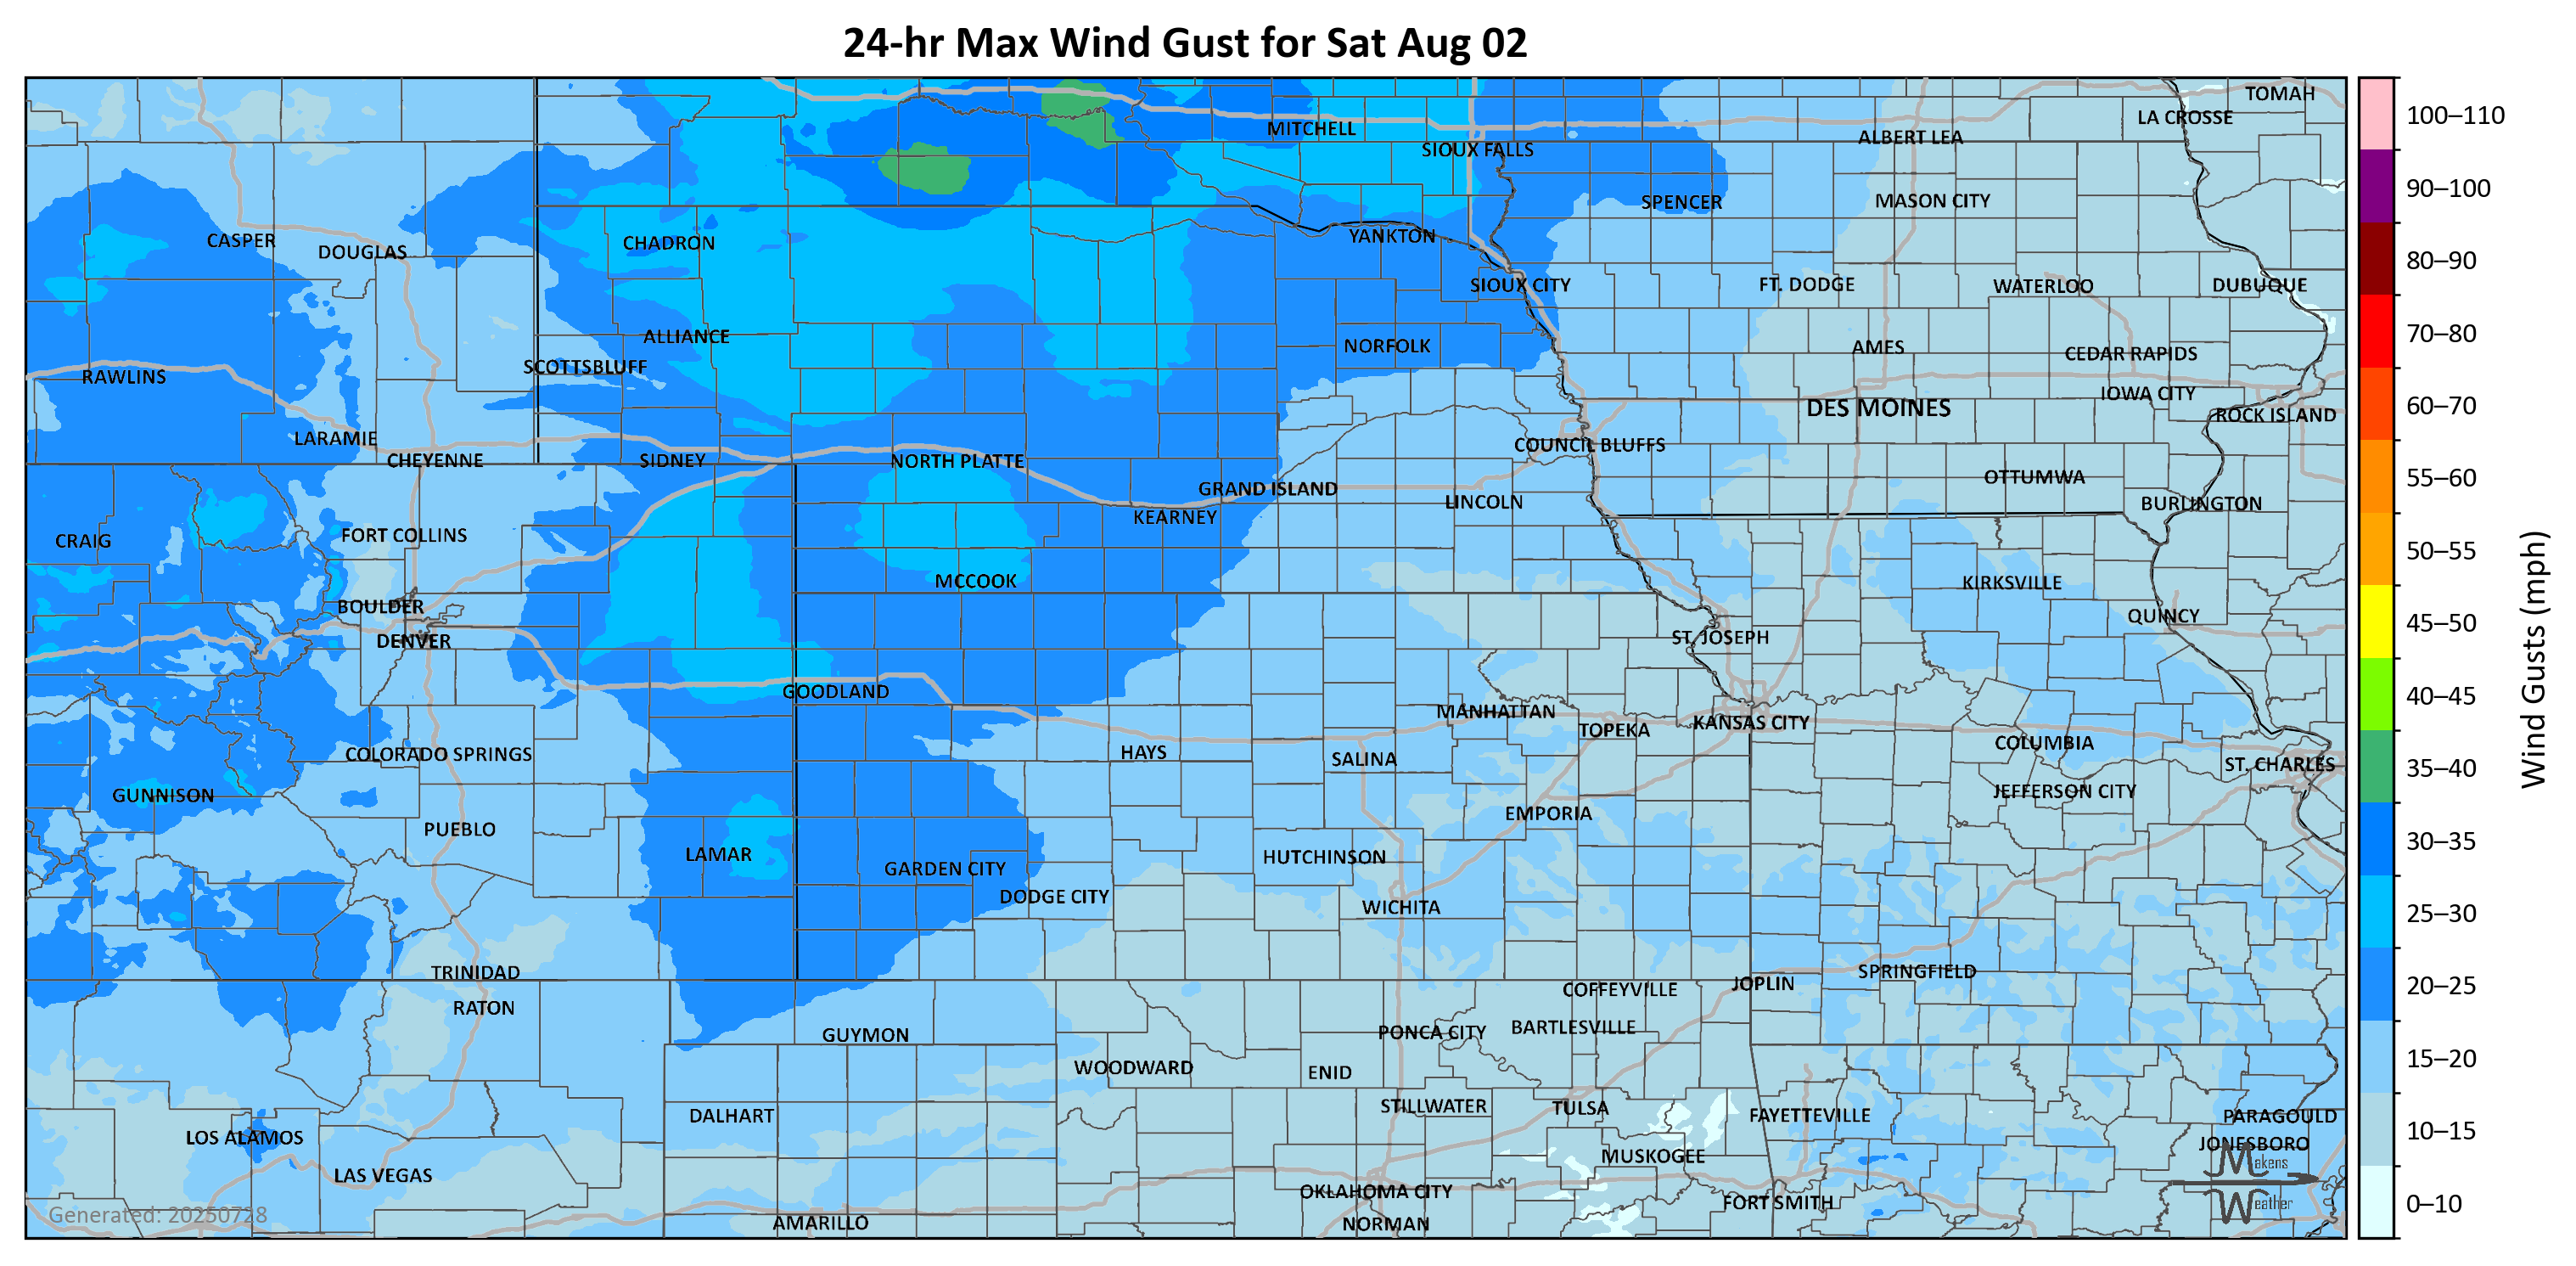 24-hr Max Wind Gust for Sat Aug 02
TOMAH
LA CROSSE
MITCHELL
ALBERT LEA
SIOUX FALLS
SPENCER
MASON CITY
CASPER
DOUGLAS
CHADRON
YANKTON
SIOUX CITY
FT. DODGE
WATERLOO
DUBUQUE
ALLIANCE
NORFOLK
AMES
CEDAR RAPIDS
SCOTTSBLUFF
RAWLINS
IOWA CITY
DES MOINES
ROCK ISLAND
LARAMIE
COUNCIL BLUFFS
CHEYENNE
SIDNEY
NORTH PLATTE
OTTUMWA
GRAND ISLAND
LINCOLN
BURLINGTON
KEARNEY
FORT COLLINS
CRAIG
MCCOOK
KIRKSVILLE
BOULDER
QUINCY
DENVER
ST. JOSEPH
GOODLAND
MANHATTAN
TOPEKA
KANSAS CITY
COLUMBIA
COLORADO SPRINGS
HAYS
SALINA
ST. CHARLES
GUNNISON
JEFFERSON CITY
EMPORIA
PUEBLO
LAMAR
HUTCHINSON
GARDEN CITY
DODGE CITY
WICHITA
TRINIDAD
SPRINGFIELD
JOPLIN
COFFEYVILLE
RATON
BARTLESVILLE
PONCA CITY
GUYMON
WOODWARD
ENID
STILLWATER
TULSA
DALHART
FAYETTEVILLE
PARAGOULD
LOS ALAMOS
JONESBORO
MUSKOGEE
Makens
LAS VEGAS
OKLAHOMA CITY
FORT SMITH
Weather
Generated: 20250728
AMARILLO
NORMAN
100–110
90–100
80–90
70–80
60–70
55–60
50–55
45–50
40–45
35–40
30–35
25–30
20–25
15–20
10–15
0–10
Wind Gusts (mph)